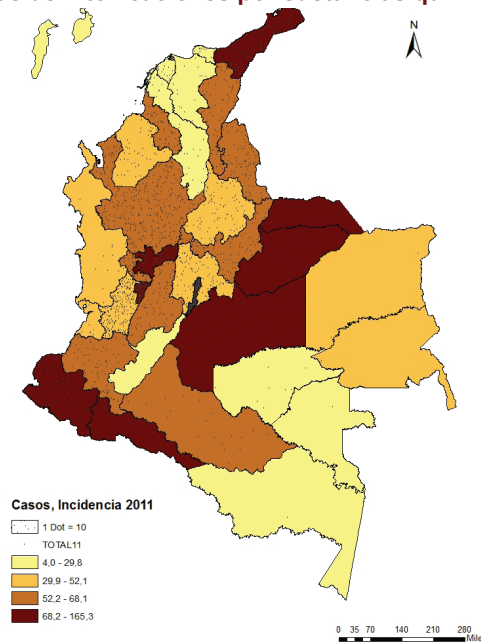 N
Casos, Incidencia 2011
1 Dot = 10
TOTAL11
4,0 - 29,8
29,9 - 52,1
52,2 - 68,1
68,2 - 165,3
0 35 70 140 210 280
Mile